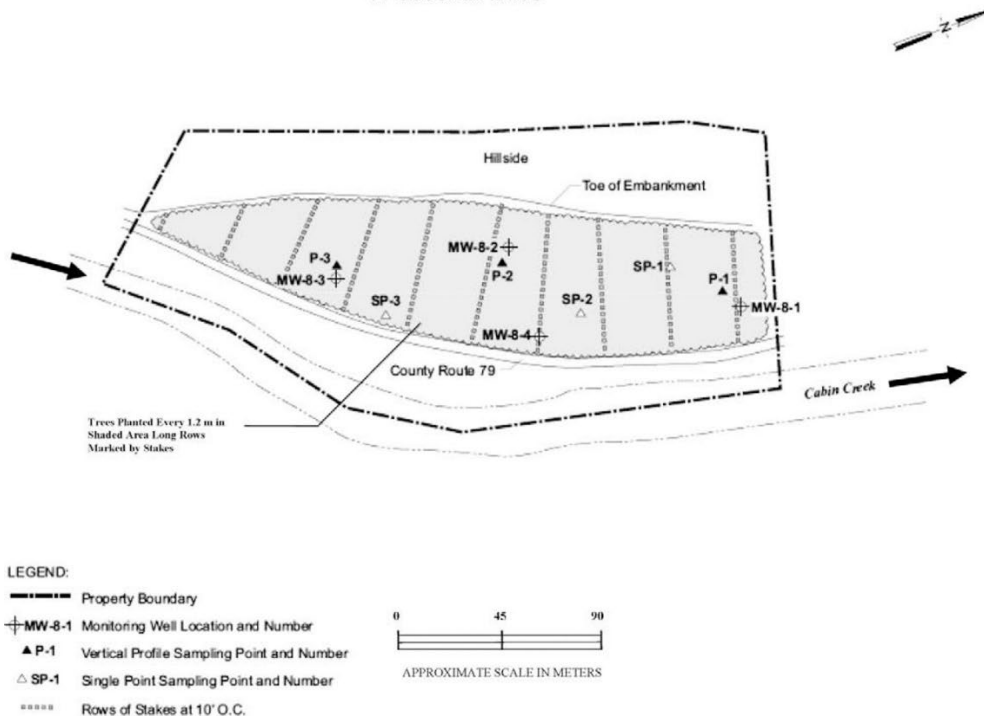 N
Hillside
Toe of Embankment
MW-8-2
P-3
P-2
SP-1
P-1
MW-8-3
SP-3
SP-2
MW-8-1
MW-8-4
County Route 79
Cabin Creek
Trees Planted Every 1.2 m in
Shaded Area Long Rows
Marked by Stakes
LEGEND:
Property Boundary
MW-8-1 Monitoring Well Location and Number
P-1 Vertical Profile Sampling Point and Number
SP-1 Single Point Sampling Point and Number
Rows of Stakes at 10' O.C.
0 45 90
APPROXIMATE SCALE IN METERS